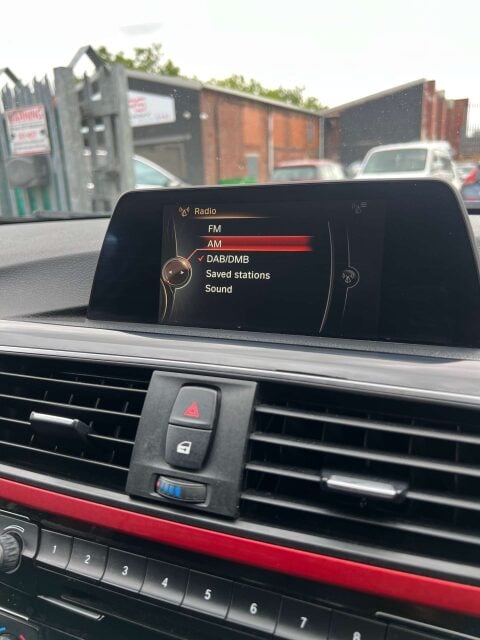 WARNING
Radio
FM
AM
DAB/DMB
Saved stations
Sound
1
2
3
4
5
6
7
8